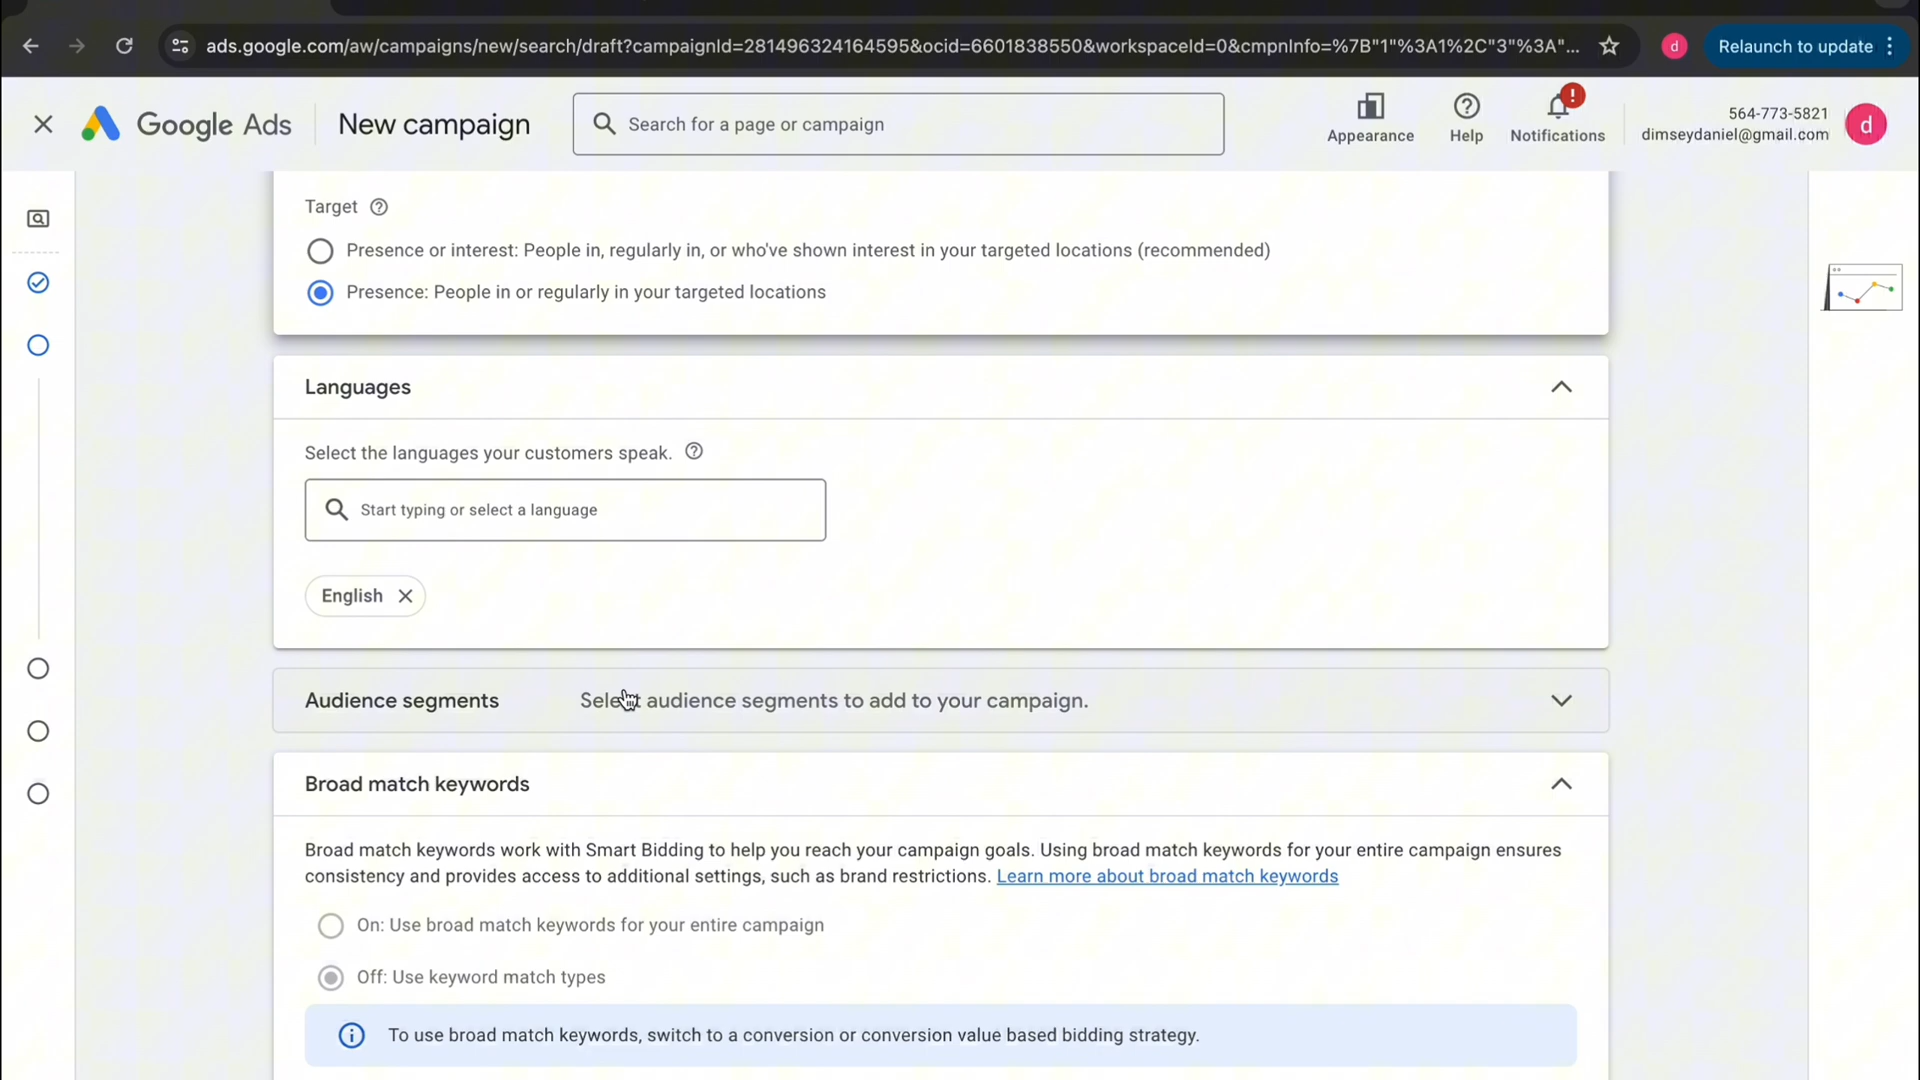 ads.google.com/aw/campaigns/new/search/draft?campaignId=281496324164595&ocid=6601838550&workspaceId=0&cmpnInfo=%7B"1"%3A1%2C"3"%3A"...
d
Relaunch to update
Google Ads
New campaign
Search for a page or campaign
Appearance
Help
!
Notifications
564-773-5821
dimseydaniel@gmail.com
d
Target
Presence or interest: People in, regularly in, or who've shown interest in your targeted locations (recommended)
Presence: People in or regularly in your targeted locations
Languages
Select the languages your customers speak.
Start typing or select a language
English
Audience segments
Select audience segments to add to your campaign.
Broad match keywords
Broad match keywords work with Smart Bidding to help you reach your campaign goals. Using broad match keywords for your entire campaign ensures
consistency and provides access to additional settings, such as brand restrictions. Learn more about broad match keywords
On: Use broad match keywords for your entire campaign
Off: Use keyword match types
To use broad match keywords, switch to a conversion or conversion value based bidding strategy.